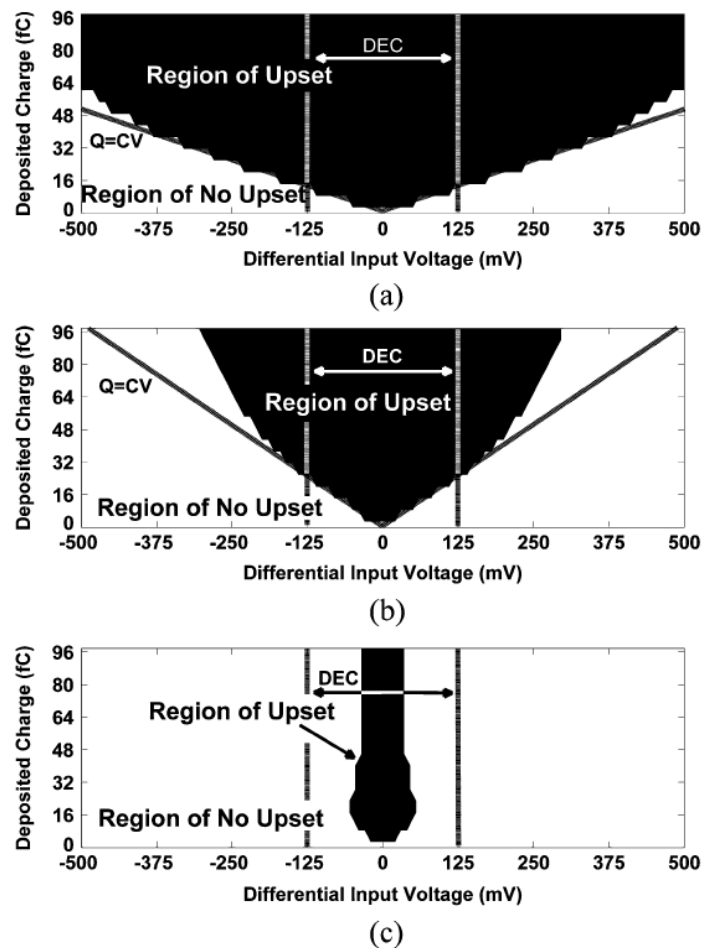 Deposited Charge (fC)
96
80
64
48
32
16
0
DEC
Region of Upset
Q=CV
Region of No Upset
-500 -375 -250 -125 0 125 250 375 500
Differential Input Voltage (mV)
(a)
Deposited Charge (fC)
96
80
64
48
32
16
0
DEC
Q=CV
Region of Upset
Region of No Upset
-500 -375 -250 -125 0 125 250 375 500
Differential Input Voltage (mV)
(b)
Deposited Charge (fC)
96
80
64
48
32
16
0
DEC
Region of Upset
Region of No Upset
-500 -375 -250 -125 0 125 250 375 500
Differential Input Voltage (mV)
(c)